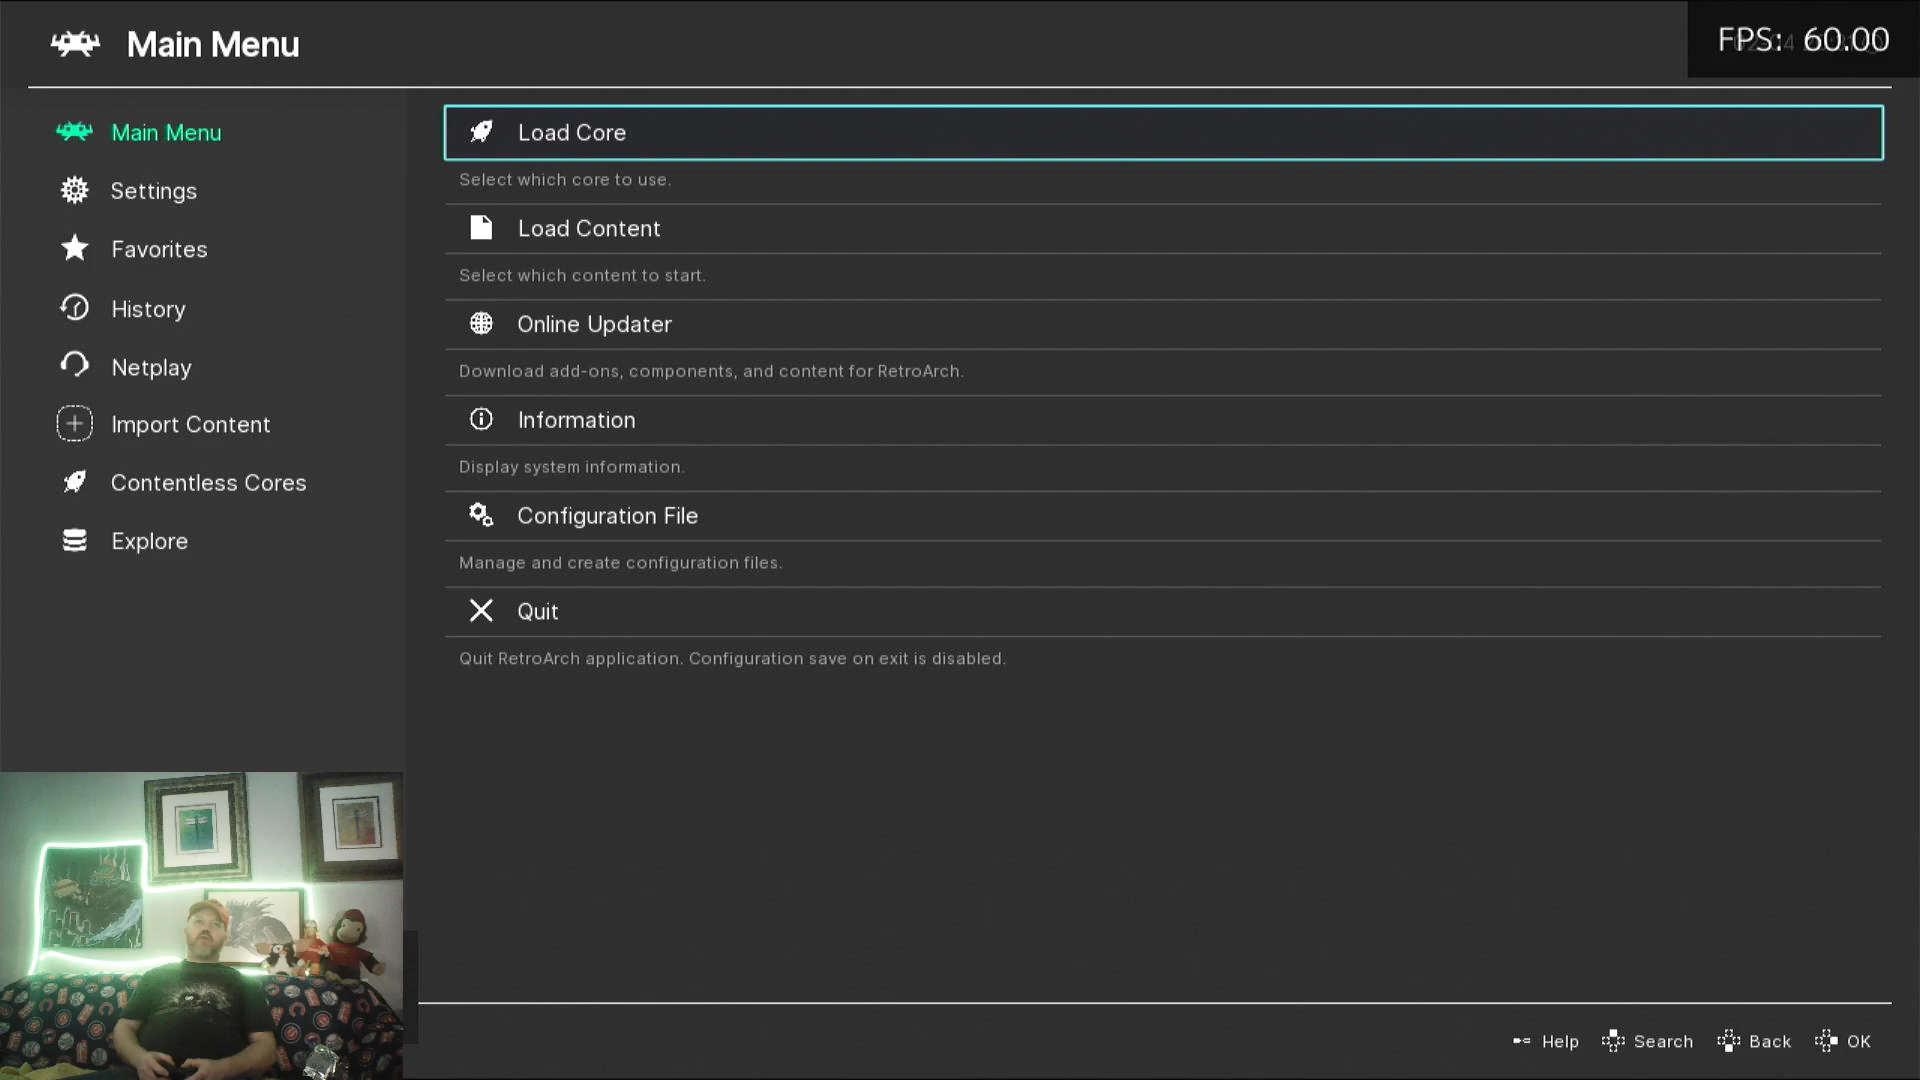 Main Menu
FPS: 60.00
Main Menu
Settings
Favorites
History
Netplay
Import Content
Contentless Cores
Explore
Load Core
Select which core to use.
Load Content
Select which content to start.
Online Updater
Download add-ons, components, and content for RetroArch.
Information
Display system information.
Configuration File
Manage and create configuration files.
Quit
Quit RetroArch application. Configuration save on exit is disabled.
Help
Search
Back
OK